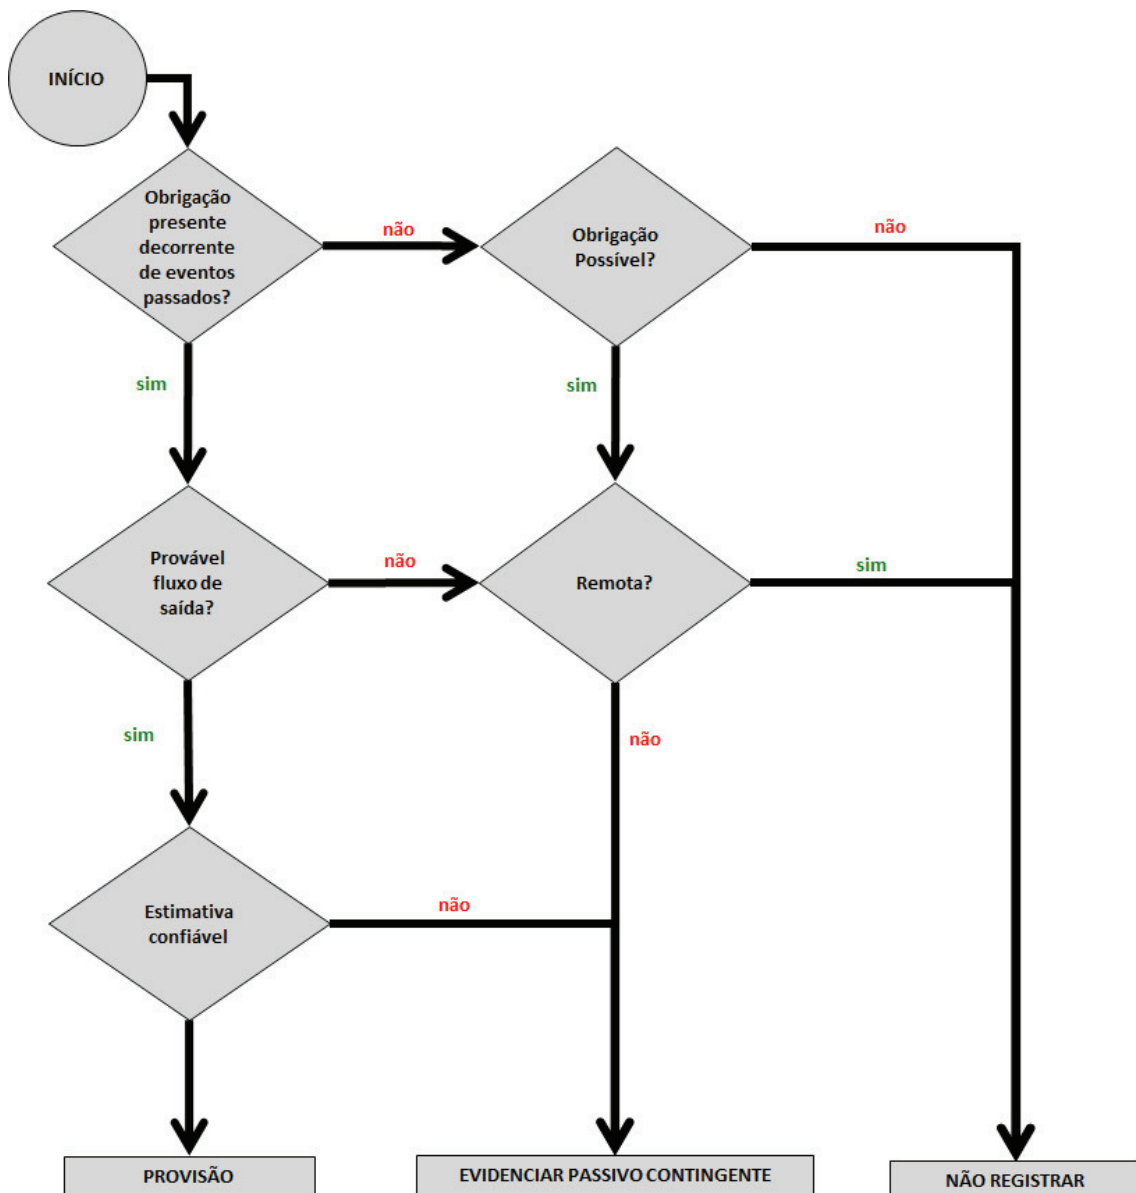 INÍCIO
Obrigação
presente
decorrente
de eventos
passados?
não
Obrigação
Possível?
não
sim
sim
Provável
fluxo de
saída?
não
Remota?
sim
sim
não
Estimativa
confiável
não
PROVISÃO
EVIDENCIAR PASSIVO CONTINGENTE
NÃO REGISTRAR